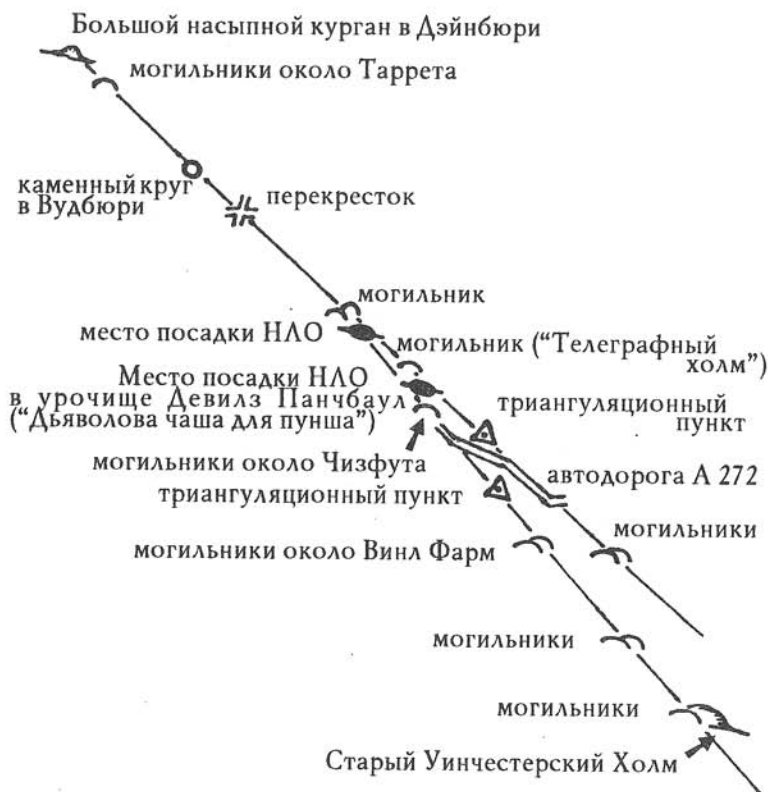 Большой насыпной курган в Дэйнбюри
могильники около Таррета
каменный круг
в Вудбюри
перекресток
могильник
место посадки НЛО
могильник (“Телеграфный
холм”)
Место посадки НЛО
в урочище Девилз Панчбаул
(“Дьяволова чаша для пунша”)
триангуляционный
пункт
могильники около Чизфута
автодорога А 272
триангуляционный пункт
могильники
могильники около Винл Фарм
могильники
могильники
Старый Уинчестерский Холм